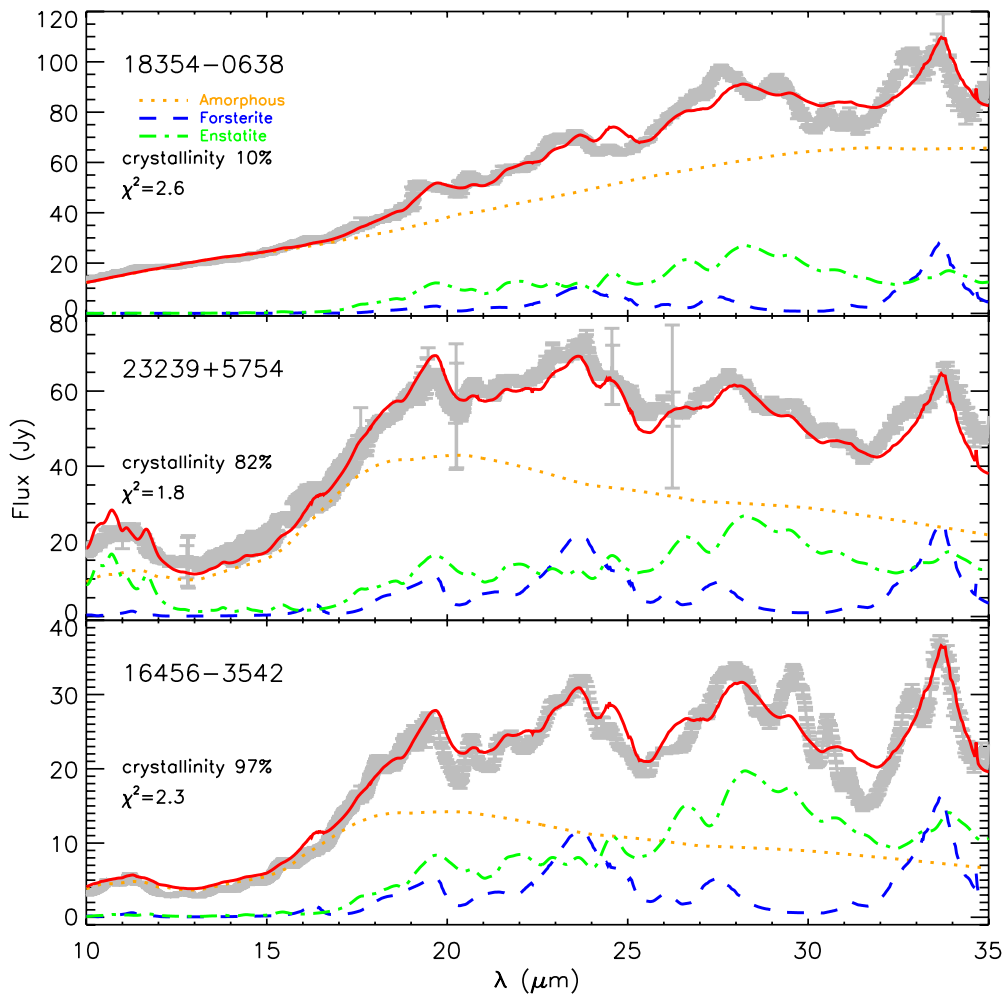 120
100
80
60
40
20
0
18354−0638
Amorphous
Forsterite
Enstatite
crystallinity 10%
χ²=2.6
80
60
40
20
0
23239+5754
crystallinity 82%
χ²=1.8
Flux (Jy)
40
30
20
10
0
16456−3542
crystallinity 97%
χ²=2.3
10 15 20 25 30 35
λ (μm)